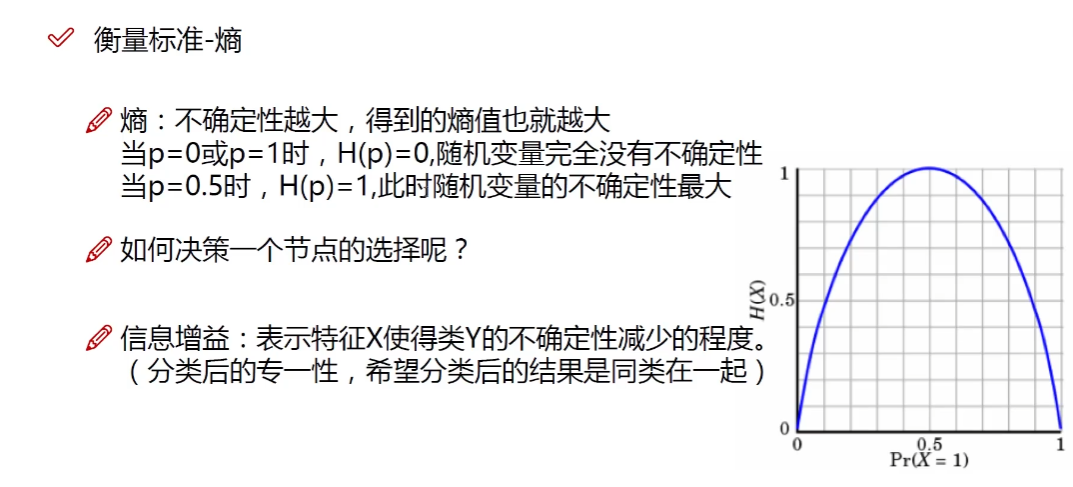 衡量标准-熵
熵：不确定性越大，得到的熵值也就越大
当p=0或p=1时，H(p)=0,随机变量完全没有不确定性
当p=0.5时，H(p)=1,此时随机变量的不确定性最大
如何决策一个节点的选择呢？
信息增益：表示特征X使得类Y的不确定性减少的程度。
（分类后的专一性，希望分类后的结果是同类在一起）
1
H(X)
0.5
0
0
0.5
1
Pr(X = 1)